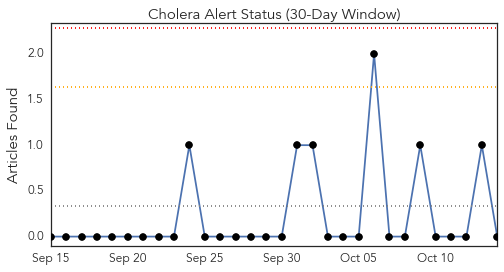 Cholera Alert Status (30-Day Window)
Articles Found
2.0
1.5
1.0
0.5
0.0
Sep 15 Sep 20 Sep 25 Sep 30 Oct 05 Oct 10